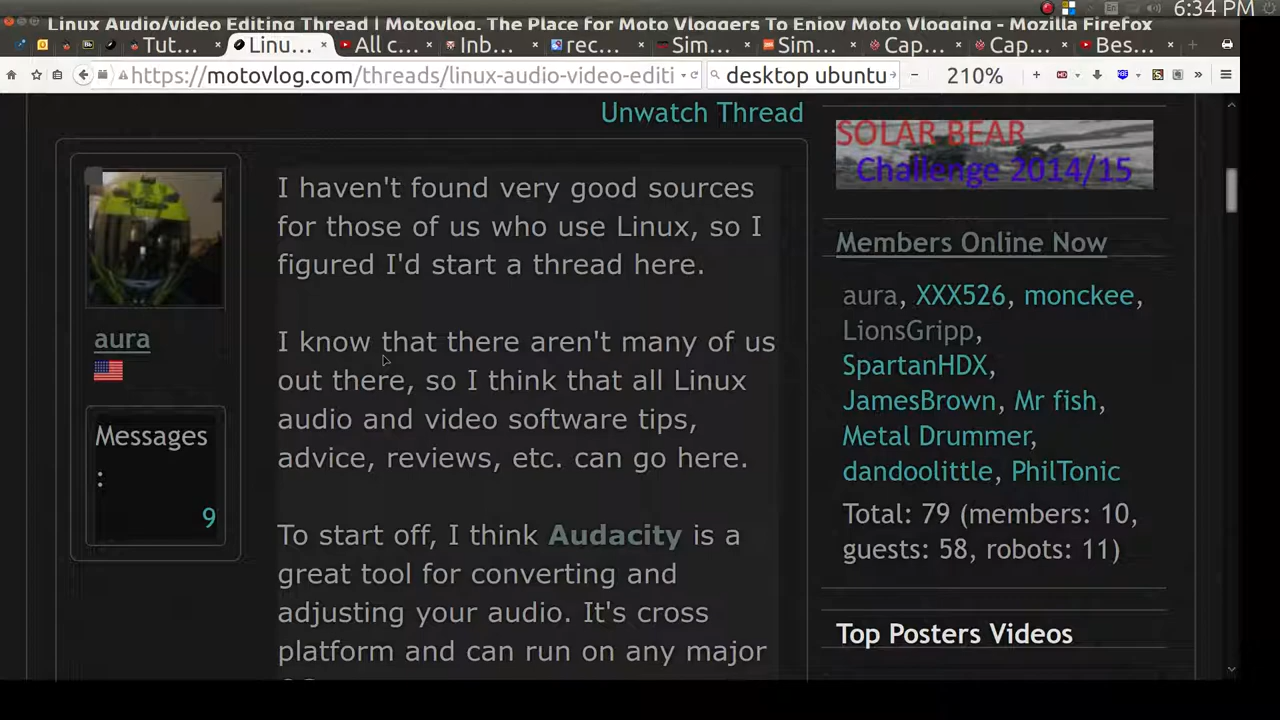 6:34 PM
Linux Audio/video Editing Thread | Motovlog. The Place For Moto Vloggers To Enjoy Moto Vlogging - Mozilla Firefox
Tut... × Linu... × All c... × Inb... × rec... × Sim... × Sim... × Cap... × Cap... × Bes... ×
https://motovlog.com/threads/linux-audio-video-editi desktop ubuntu 210%
Unwatch Thread
SOLAR BEAR
Challenge 2014/15
aura
Messages
:
9
I haven't found very good sources
for those of us who use Linux, so I
figured I'd start a thread here.
I know that there aren't many of us
out there, so I think that all Linux
audio and video software tips,
advice, reviews, etc. can go here.
To start off, I think Audacity is a
great tool for converting and
adjusting your audio. It's cross
platform and can run on any major
Members Online Now
aura, XXX526, monckee,
LionsGripp,
SpartanHDX,
JamesBrown, Mr fish,
Metal Drummer,
dandoolittle, PhilTonic
Total: 79 (members: 10,
guests: 58, robots: 11)
Top Posters Videos